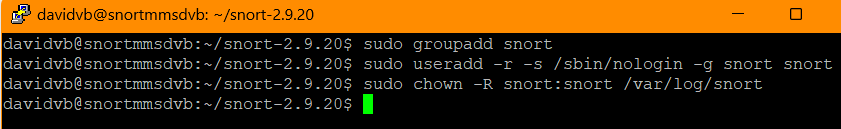 davidvb@snortmmsdvb: ~/snort-2.9.20
davidvb@snortmmsdvb:~/snort-2.9.20$ sudo groupadd snort
davidvb@snortmmsdvb:~/snort-2.9.20$ sudo useradd -r -s /sbin/nologin -g snort snort
davidvb@snortmmsdvb:~/snort-2.9.20$ sudo chown -R snort:snort /var/log/snort
davidvb@snortmmsdvb:~/snort-2.9.20$